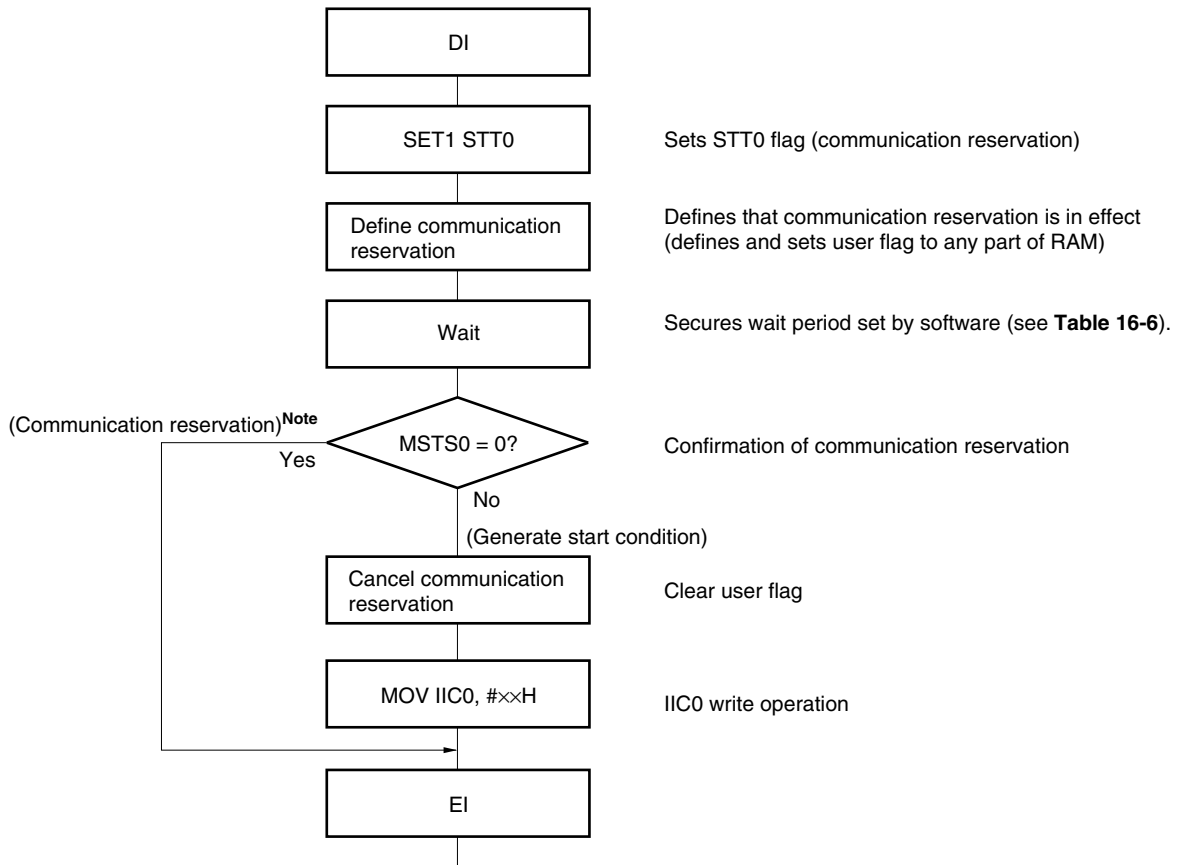 DI
SET1 STT0
Sets STT0 flag (communication reservation)
Define communication
reservation
Defines that communication reservation is in effect
(defines and sets user flag to any part of RAM)
Wait
Secures wait period set by software (see Table 16-6).
(Communication reservation)Note
Yes
MSTS0 = 0?
Confirmation of communication reservation
No
(Generate start condition)
Cancel communication
reservation
Clear user flag
MOV IIC0, #××H
IIC0 write operation
EI